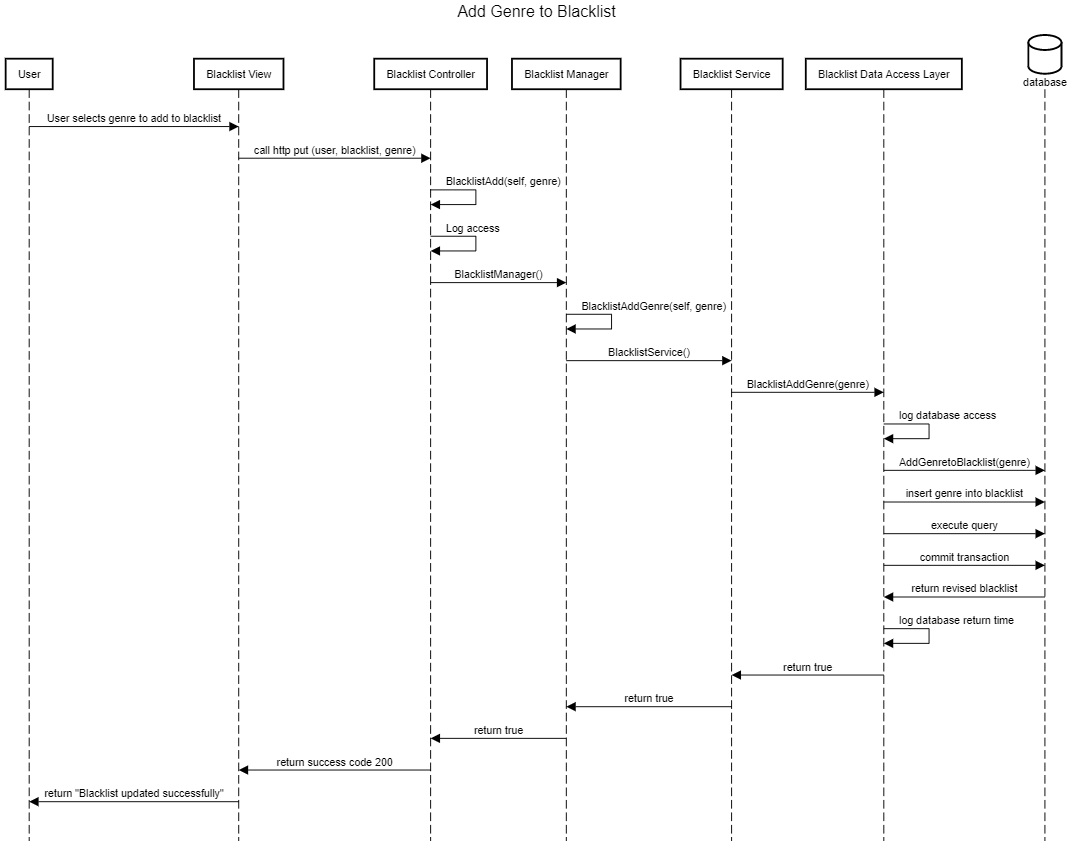 Add Genre to Blacklist
User
Blacklist View
Blacklist Controller
Blacklist Manager
Blacklist Service
Blacklist Data Access Layer
database
User selects genre to add to blacklist
call http put (user, blacklist, genre)
BlacklistAdd(self, genre)
Log access
BlacklistManager()
BlacklistAddGenre(self, genre)
BlacklistService()
BlacklistAddGenre(genre)
log database access
AddGenretoBlacklist(genre)
insert genre into blacklist
execute query
commit transaction
return revised blacklist
log database return time
return true
return true
return true
return success code 200
return "Blacklist updated successfully"